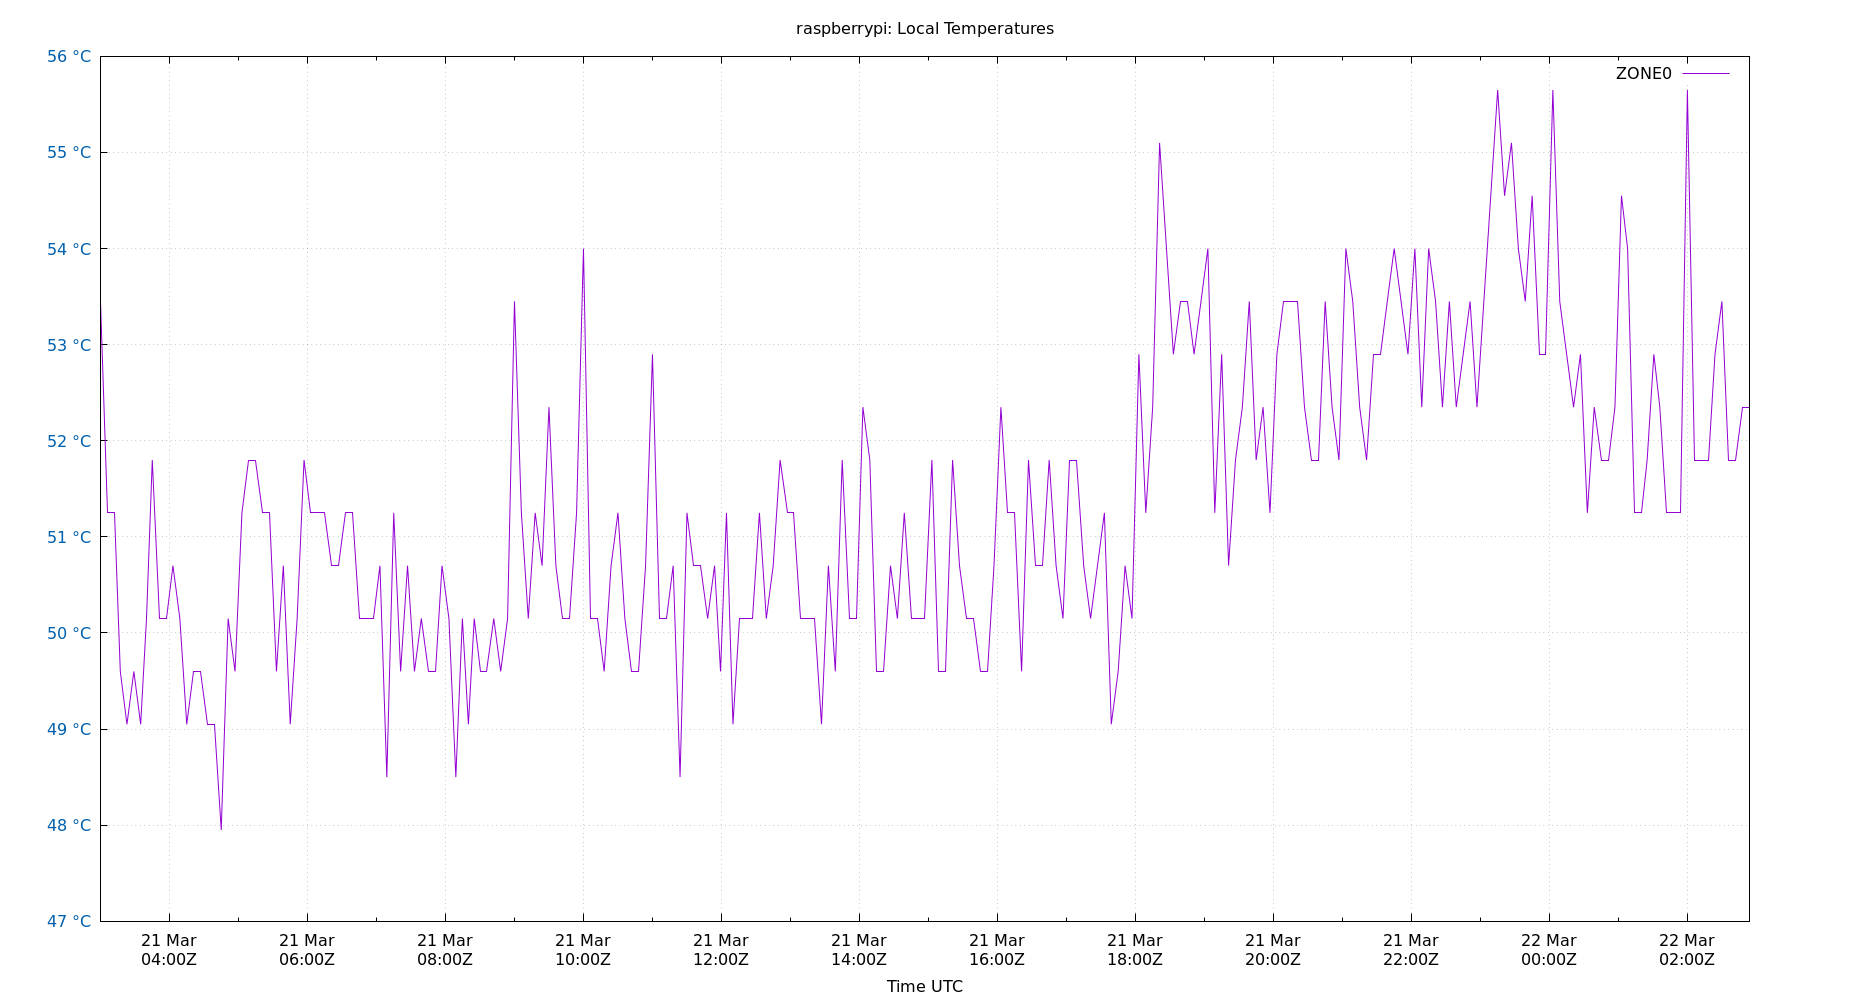 raspberrypi: Local Temperatures
ZONE0
56 °C
55 °C
54 °C
53 °C
52 °C
51 °C
50 °C
49 °C
48 °C
47 °C
21 Mar 21 Mar 21 Mar 21 Mar 21 Mar 21 Mar 21 Mar 21 Mar 21 Mar 21 Mar 22 Mar 22 Mar
04:00Z 06:00Z 08:00Z 10:00Z 12:00Z 14:00Z 16:00Z 18:00Z 20:00Z 22:00Z 00:00Z 02:00Z
Time UTC